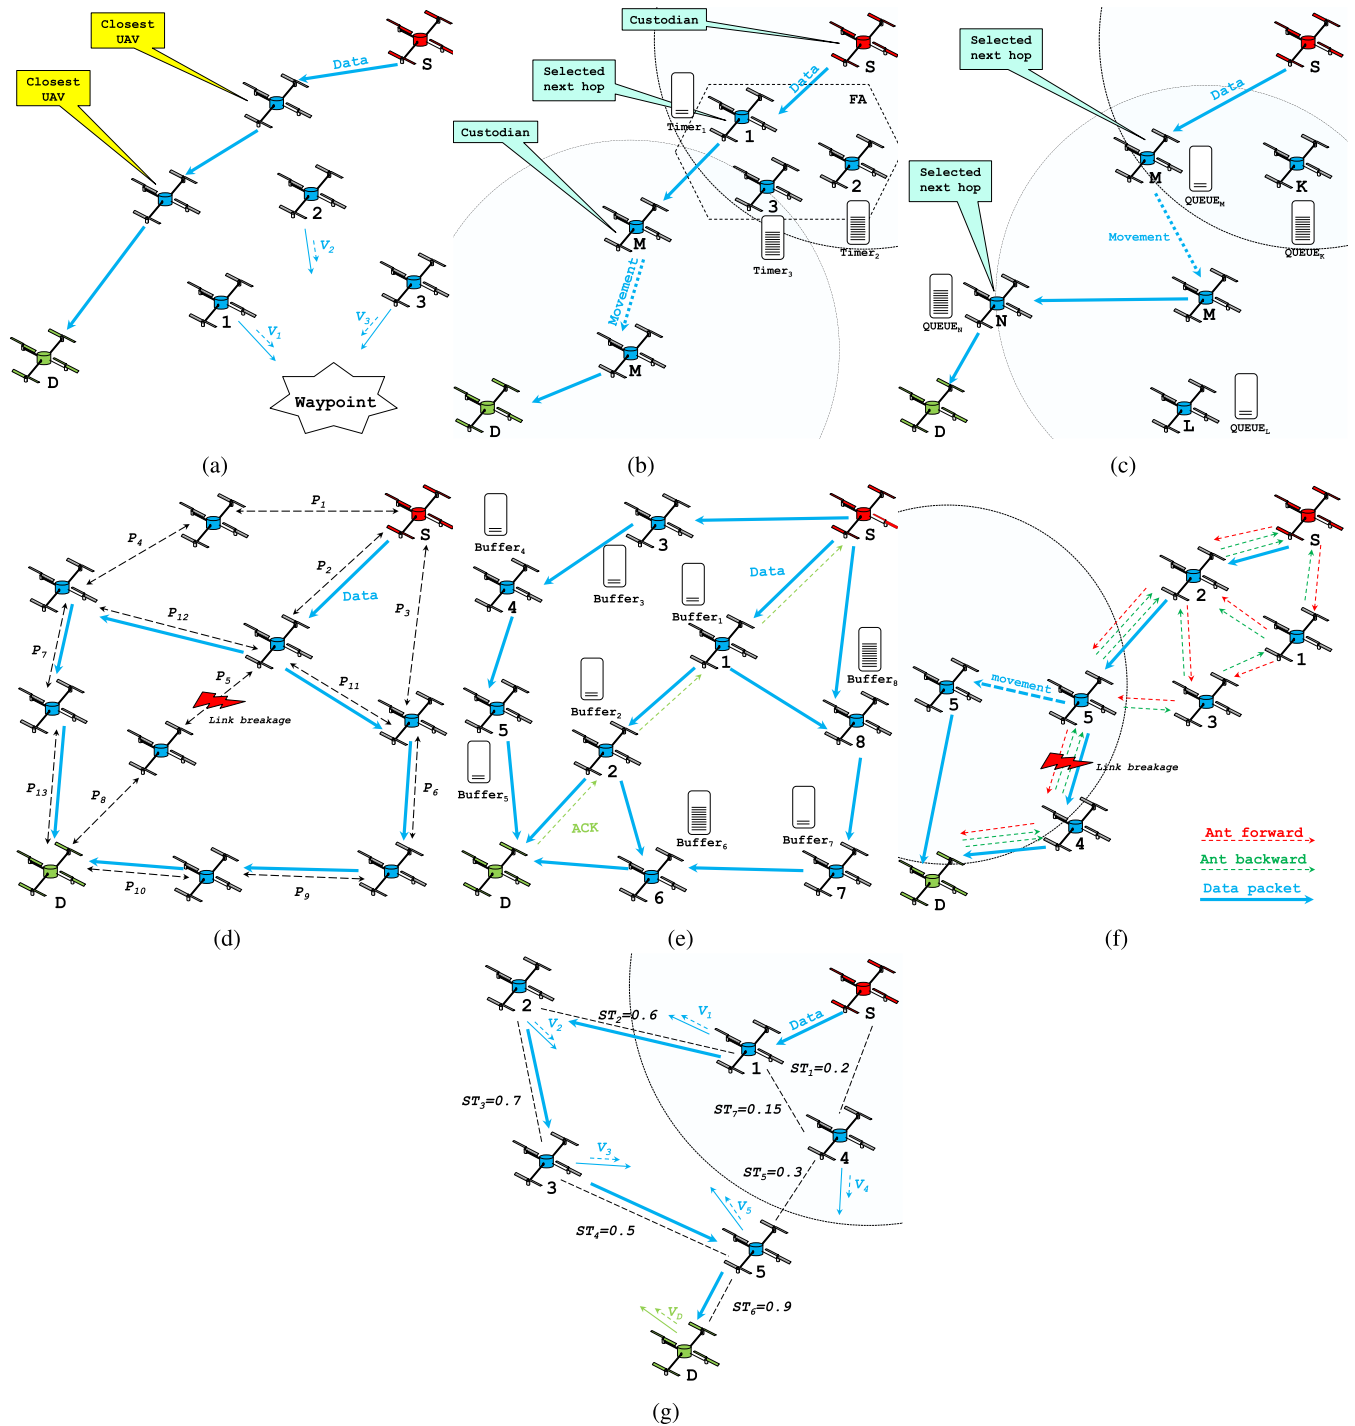 Closest
UAV
Closest
UAV
Data
S
2
V2
1
V1
3
V3
D
Waypoint
(a)
Custodian
Selected
next hop
Custodian
Timer1
Data
S
FA
1
2
3
Timer2
Timer3
M
Movement
M
D
(b)
Selected
next hop
Selected
next hop
Data
S
M
QUEUEM
K
QUEUEK
Movement
M
N
QUEUEN
L
QUEUEL
D
(c)
P1
S
P4
P2
Data
P3
P12
P7
P5
P11
Link breakage
P13
P8
P6
D
P10
P9
(d)
Buffer4
S
3
Buffer3
Data
4
Buffer1
1
Buffer8
Buffer2
5
2
8
Buffer5
ACK
Buffer6
Buffer7
D
6
7
(e)
S
2
1
movement
5
5
3
Link breakage
4
D
Ant forward
Ant backward
Data packet
(f)
2
S
ST2=0.6
V1
Data
V2
1
ST1=0.2
ST3=0.7
ST7=0.15
4
V3
3
ST5=0.3
V4
V5
ST4=0.5
5
ST6=0.9
VD
D
(g)